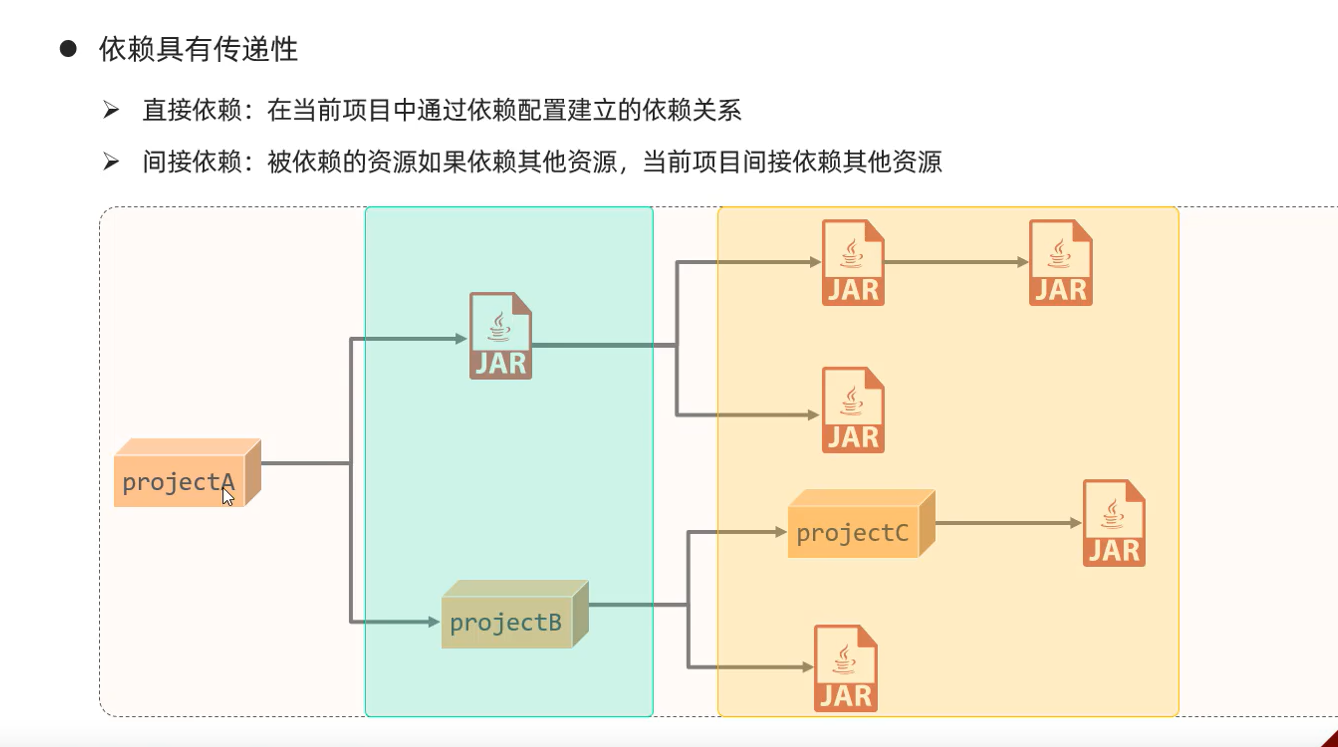 依赖具有传递性
直接依赖：在当前项目中通过依赖配置建立的依赖关系
间接依赖：被依赖的资源如果依赖其他资源，当前项目间接依赖其他资源
JAR
JAR
JAR
JAR
projectA
projectC
JAR
projectB
JAR